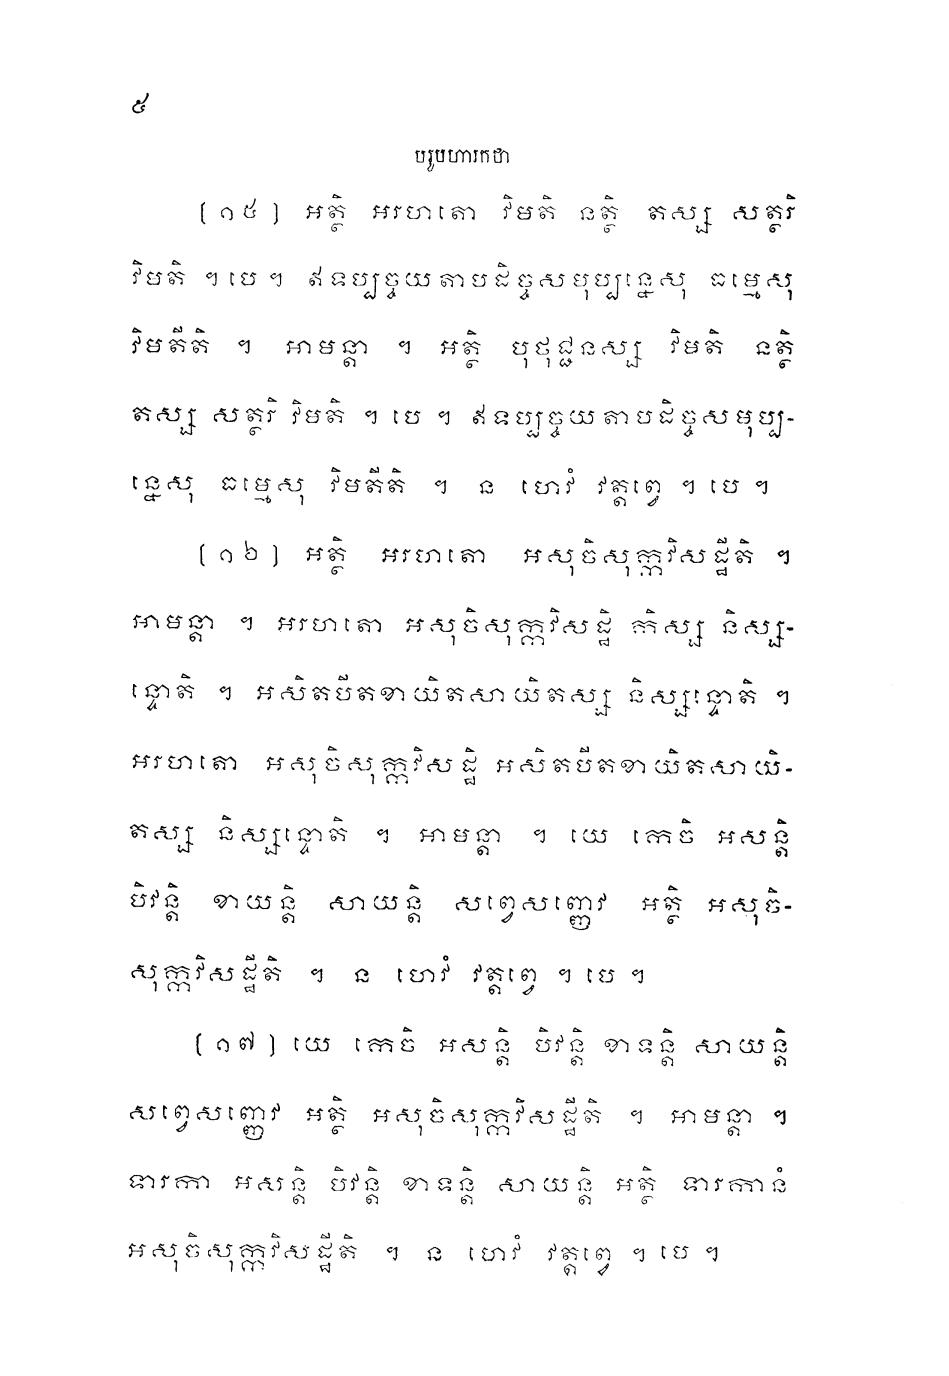 ៥
បរូបហារកថា
(១៥) អត្ថិ អរហតោ វិមតិ នត្ថិ តស្ស សត្ថរិ
វិមតិ ។ បេ ។ ឥទប្បច្ចយតាបដិច្ចសមុប្បន្នេសុ ធម្មេសុ
វិមតីតិ ។ អាមន្តា ។ អត្ថិ បុថុជ្ជនស្ស វិមតិ នត្ថិ
តស្ស សត្ថរិ វិមតិ ។ បេ ។ ឥទប្បច្ចយតាបដិច្ចសមុប្ប-
ន្នេសុ ធម្មេសុ វិមតីតិ ។ ន ហេវំ វត្តព្វេ ។ បេ ។
(១៦) អត្ថិ អរហតោ អសុចិសុក្កវិសដ្ឋីតិ ។
អាមន្តា ។ អរហតោ អសុចិសុក្កវិសដ្ឋិ កិស្ស និស្ស-
ន្ទោតិ ។ អសិតបីតខាយិតសាយិតស្ស និស្សន្ទោតិ ។
អរហតោ អសុចិសុក្កវិសដ្ឋិ អសិតបីតខាយិតសាយិ-
តស្ស និស្សន្ទោតិ ។ អាមន្តា ។ យេ កេចិ អសន្តិ
បិវន្តិ ខាយន្តិ សាយន្តិ សព្វេសញ្ញេវ អត្ថិ អសុចិ-
សុក្កវិសដ្ឋីតិ ។ ន ហេវំ វត្តព្វេ ។ បេ ។
(១៧) យេ កេចិ អសន្តិ បិវន្តិ ខាទន្តិ សាយន្តិ
សព្វេសញ្ញេវ អត្ថិ អសុចិសុក្កវិសដ្ឋីតិ ។ អាមន្តា ។
ទារកា អសន្តិ បិវន្តិ ខាទន្តិ សាយន្តិ អត្ថិ ទារកានំ
អសុចិសុក្កវិសដ្ឋីតិ ។ ន ហេវំ វត្តព្វេ ។ បេ ។